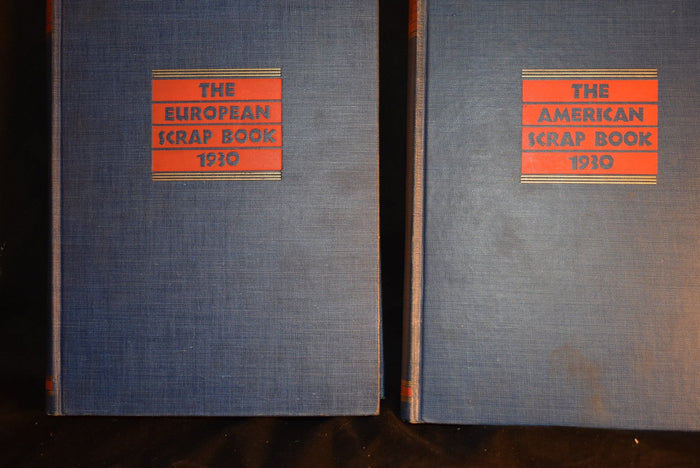 THE
EUROPEAN
SCRAP BOOK
1930
THE
AMERICAN
SCRAP BOOK
1930